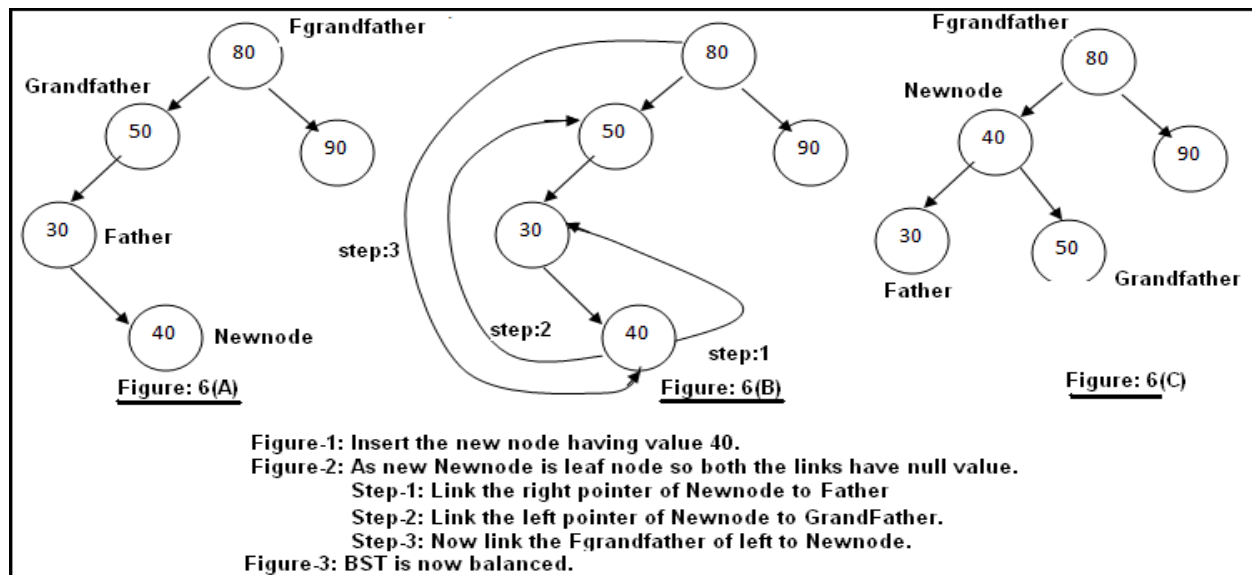 Fgrandfather
80
Grandfather
50
90
30
Father
40
Newnode
Figure: 6(A)
80
50
90
30
step:3
step:2
40
step:1
Figure: 6(B)
Fgrandfather
80
Newnode
40
90
30
50
Father
Grandfather
Figure: 6(C)
Figure-1: Insert the new node having value 40.
Figure-2: As new Newnode is leaf node so both the links have null value.
Step-1: Link the right pointer of Newnode to Father
Step-2: Link the left pointer of Newnode to GrandFather.
Step-3: Now link the Fgrandfather of left to Newnode.
Figure-3: BST is now balanced.